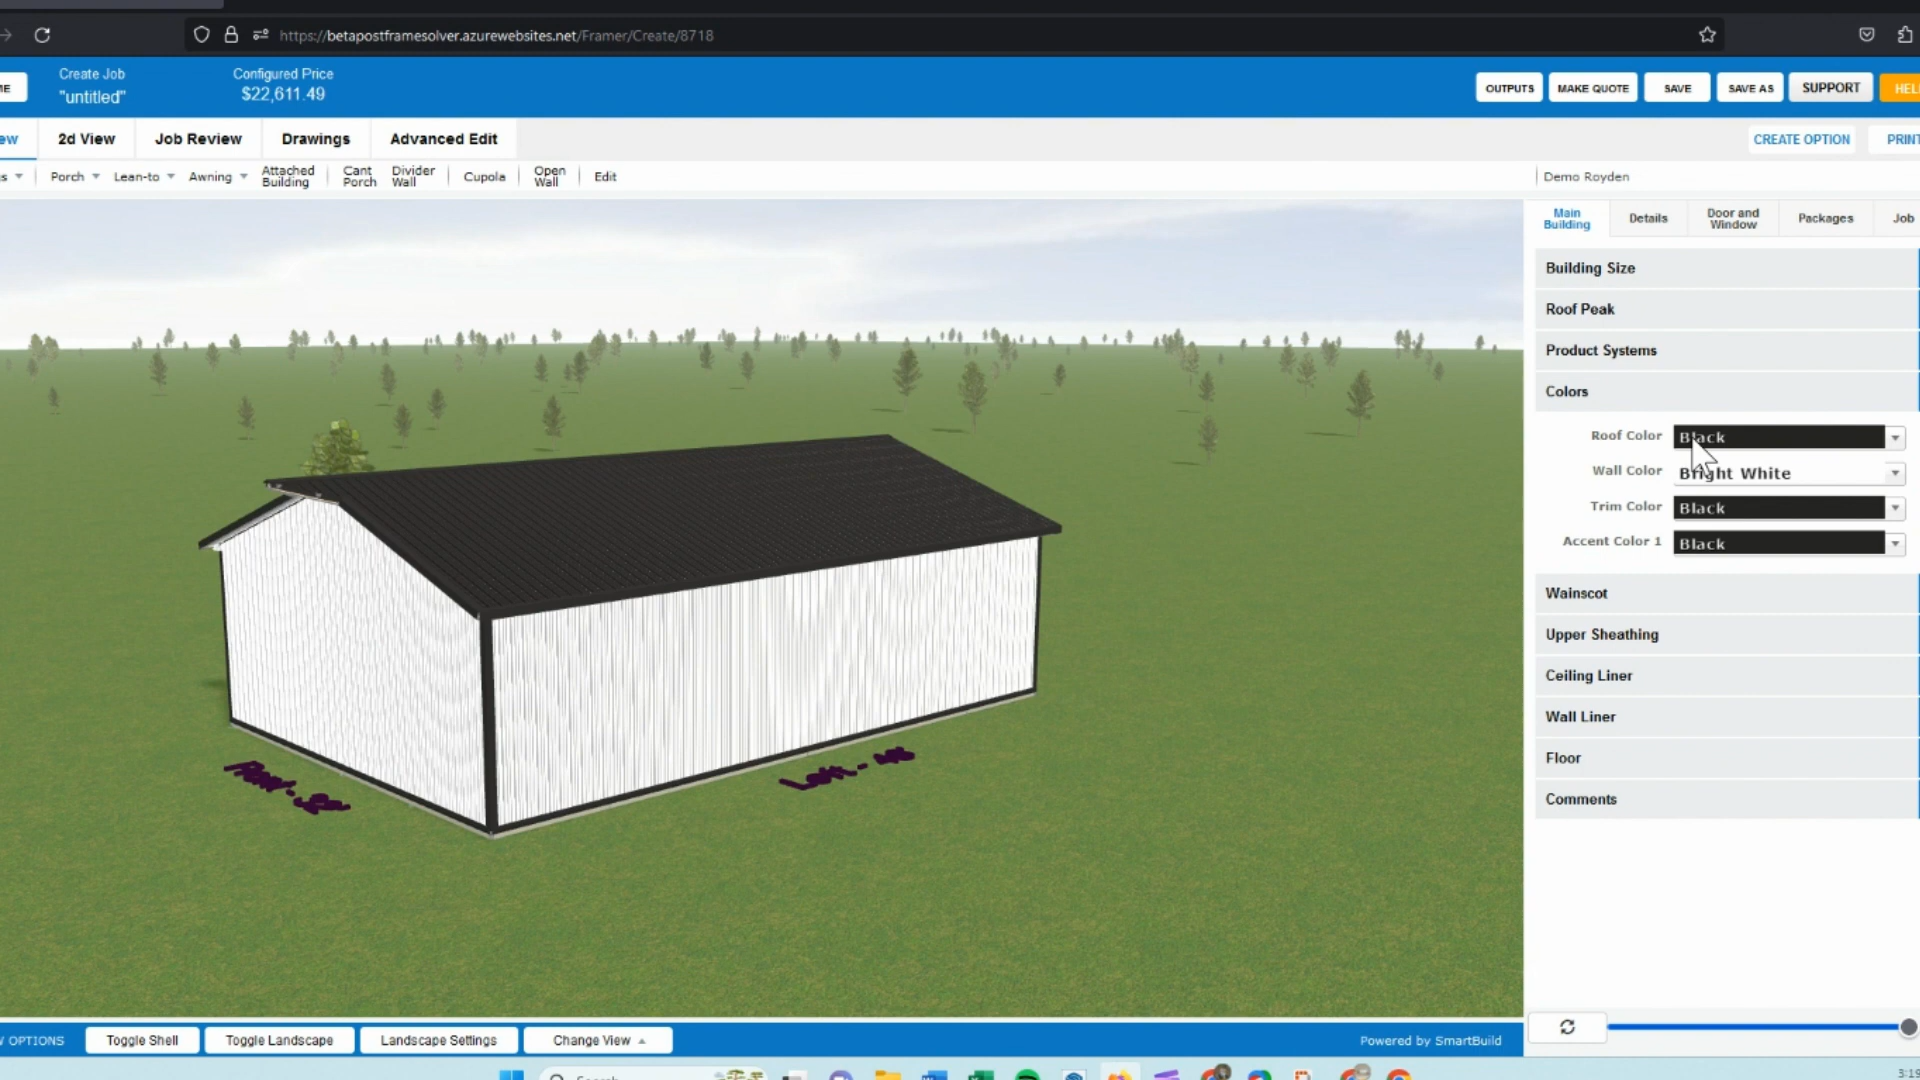 https://betapostframesolver.azurewebsites.net/Framer/Create/8718
Create Job
"untitled"
Configured Price
$22,611.49
OUTPUTS
MAKE QUOTE
SAVE
SAVE AS
SUPPORT
2d View
Job Review
Drawings
Advanced Edit
CREATE OPTION
PRINT
Porch
Lean-to
Awning
Attached
Building
Cant
Porch
Divider
Wall
Cupola
Open
Wall
Edit
Demo Royden
Main
Building
Details
Door and
Window
Packages
Job
Building Size
Roof Peak
Product Systems
Colors
Roof Color
Black
Wall Color
Bright White
Trim Color
Black
Accent Color 1
Black
Wainscot
Upper Sheathing
Ceiling Liner
Wall Liner
Floor
Comments
OPTIONS
Toggle Shell
Toggle Landscape
Landscape Settings
Change View
Powered by SmartBuild
Search
3:19